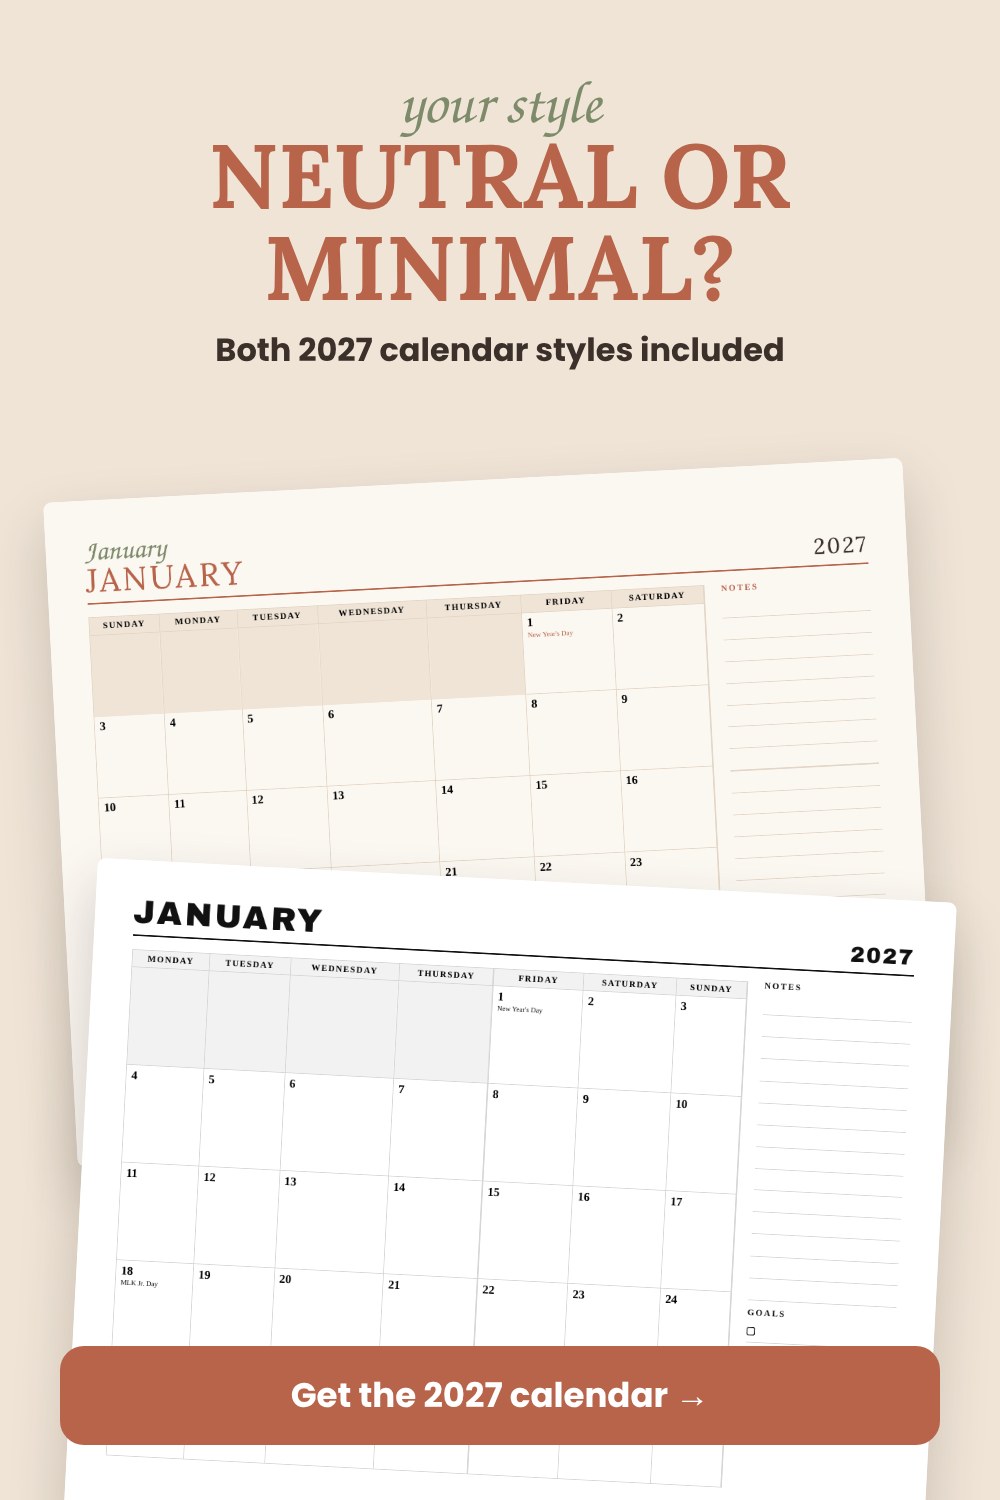 your style
NEUTRAL OR
MINIMAL?
Both 2027 calendar styles included
January
JANUARY
2027
SUNDAY MONDAY TUESDAY WEDNESDAY THURSDAY FRIDAY SATURDAY
NOTES
1 2
New Year's Day
3 4 5 6 7 8 9
10 11 12 13 14 15 16
21 22 23
JANUARY
2027
MONDAY TUESDAY WEDNESDAY THURSDAY FRIDAY SATURDAY SUNDAY
NOTES
1 2 3
New Year's Day
4 5 6 7 8 9 10
11 12 13 14 15 16 17
18 19 20 21 22 23 24
MLK Jr. Day
GOALS
Get the 2027 calendar →